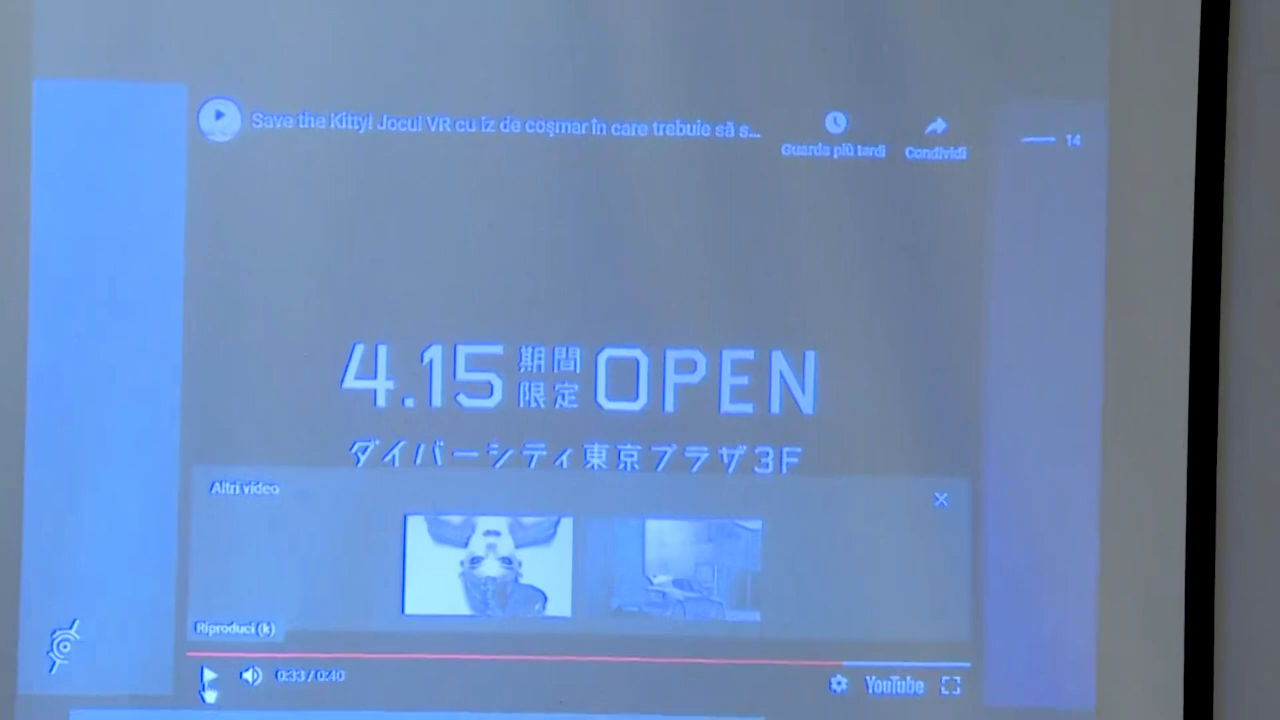 Save the Kitty! Jocul VR cu iz de coșmar în care trebuie să s...
Guarda più tardi
Condividi
14
4.15 期間限定 OPEN
ダイバーシティ東京プラザ3F
Altri video
Riproduci (k)
0:33 / 0:40
YouTube